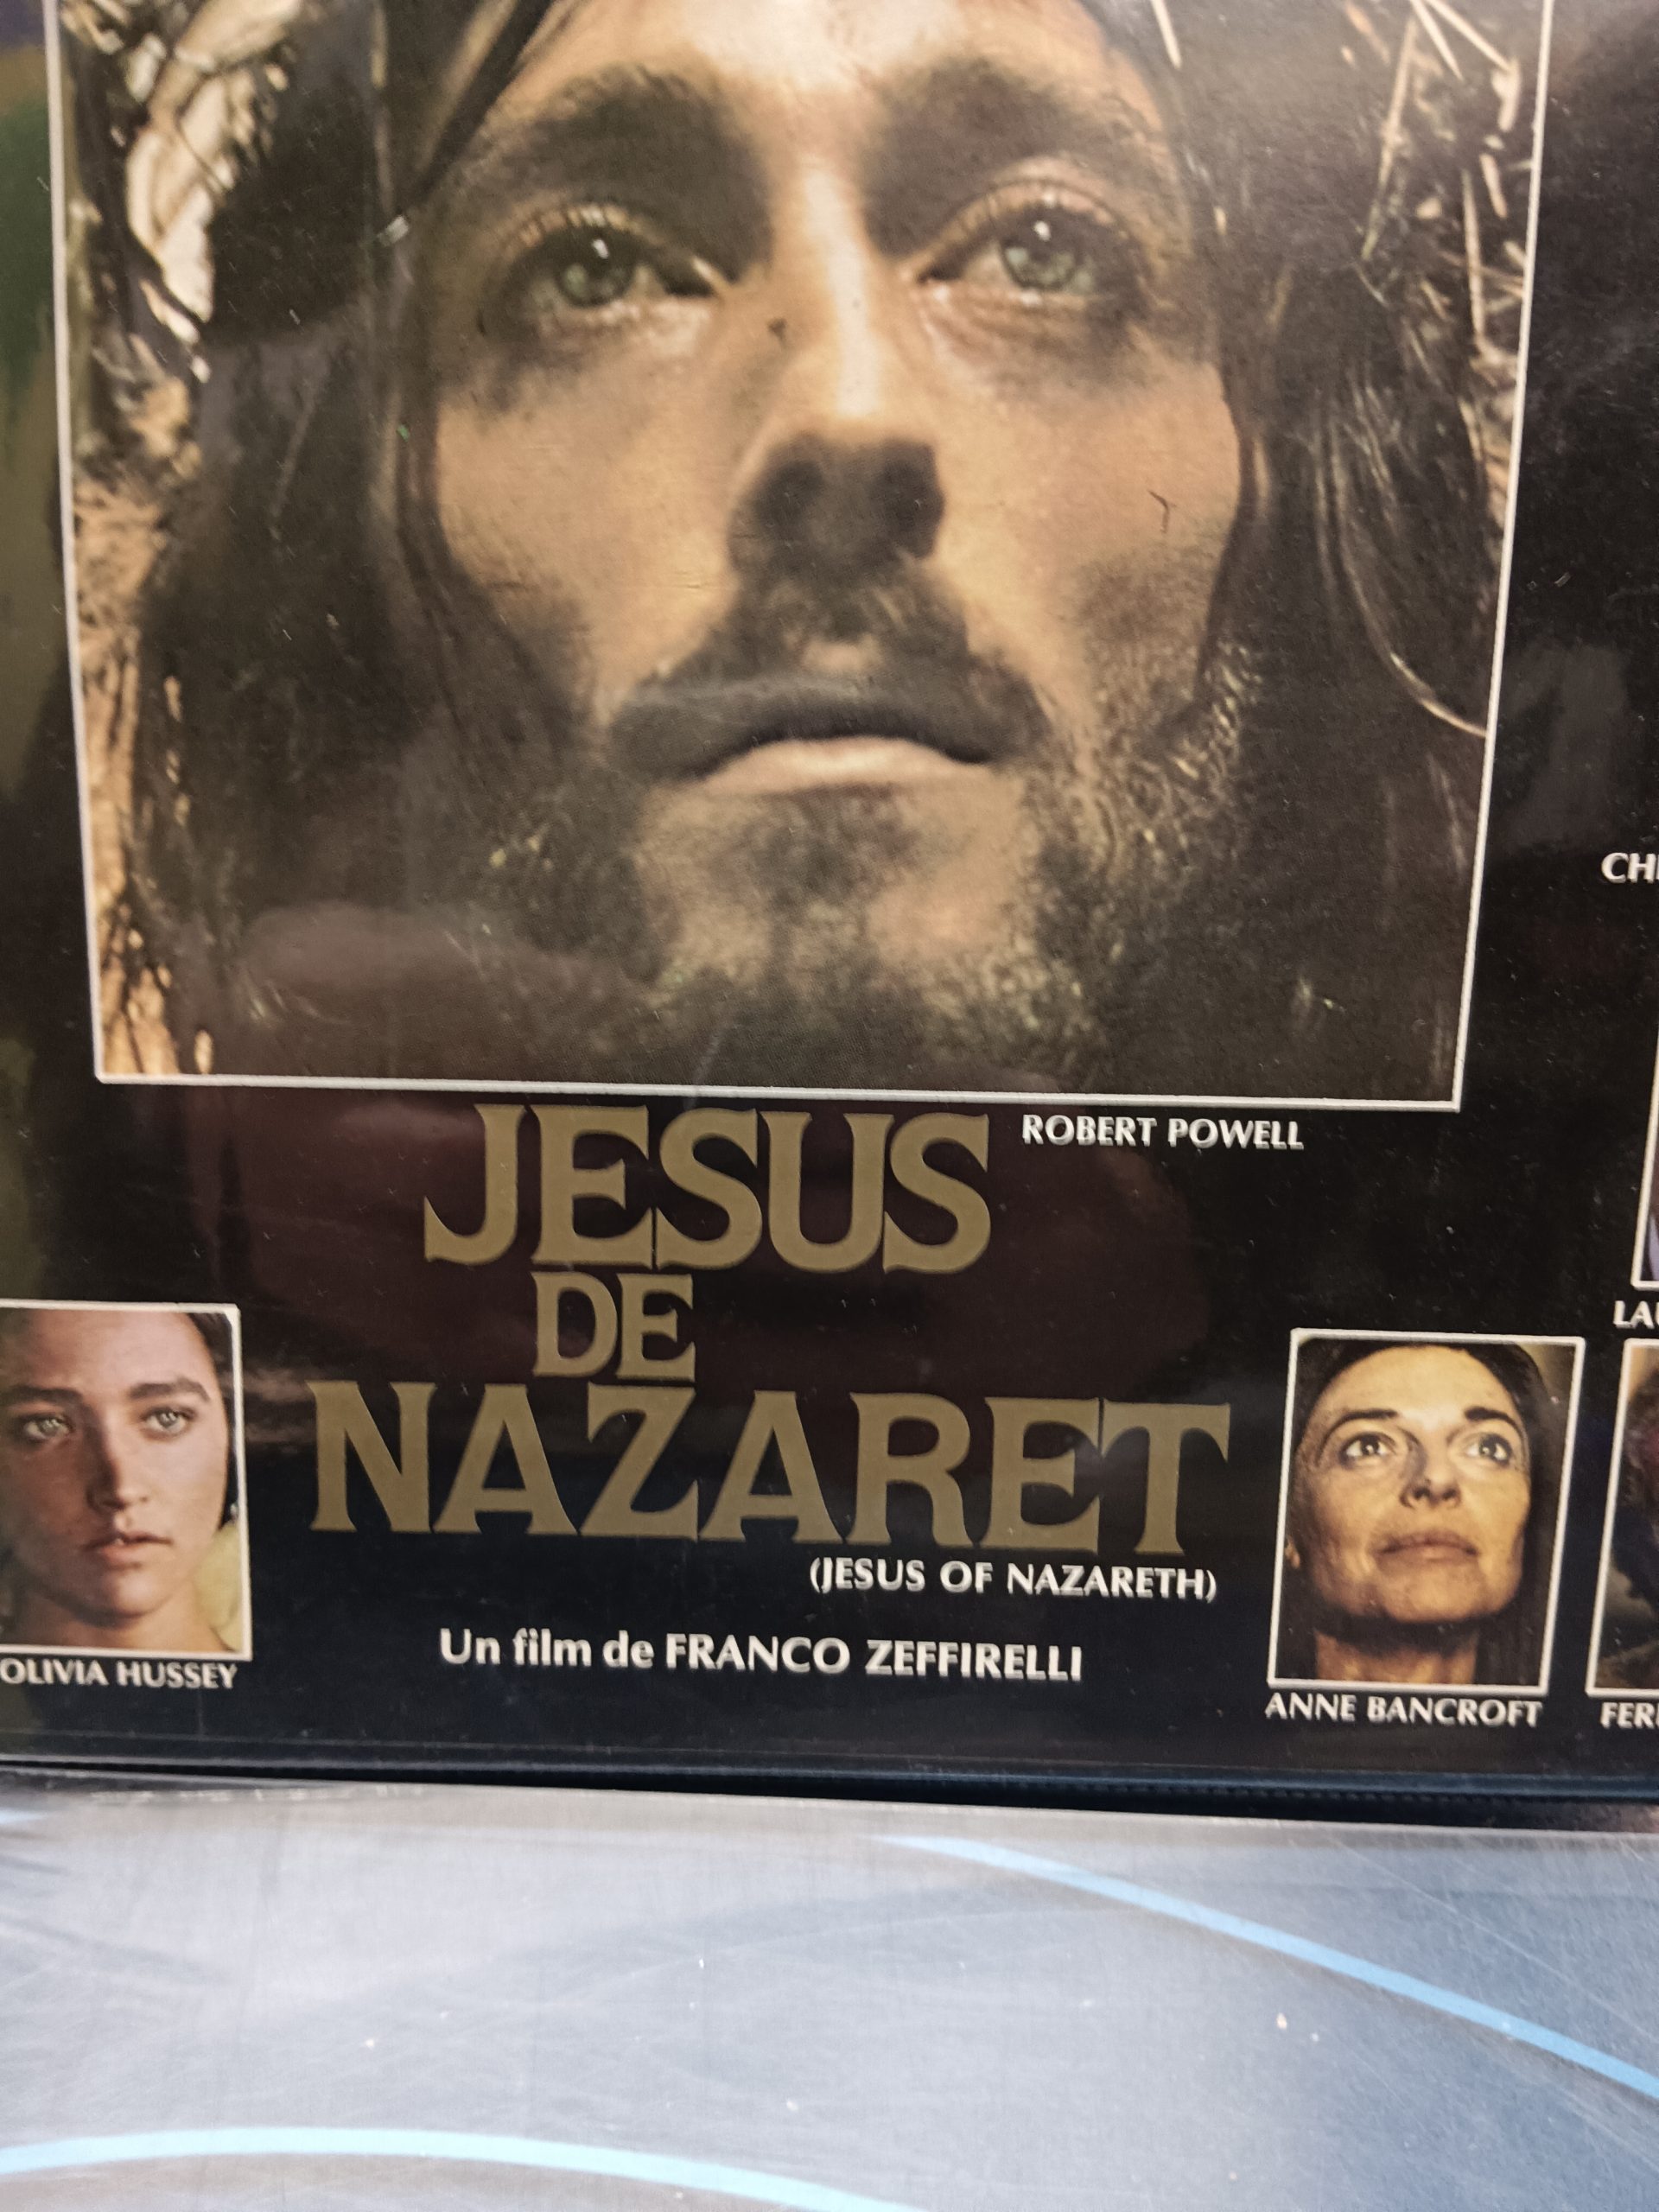 ROBERT POWELL
JESUS
DE
NAZARET
(JESUS OF NAZARETH)
Un film de FRANCO ZEFFIRELLI
OLIVIA HUSSEY
ANNE BANCROFT